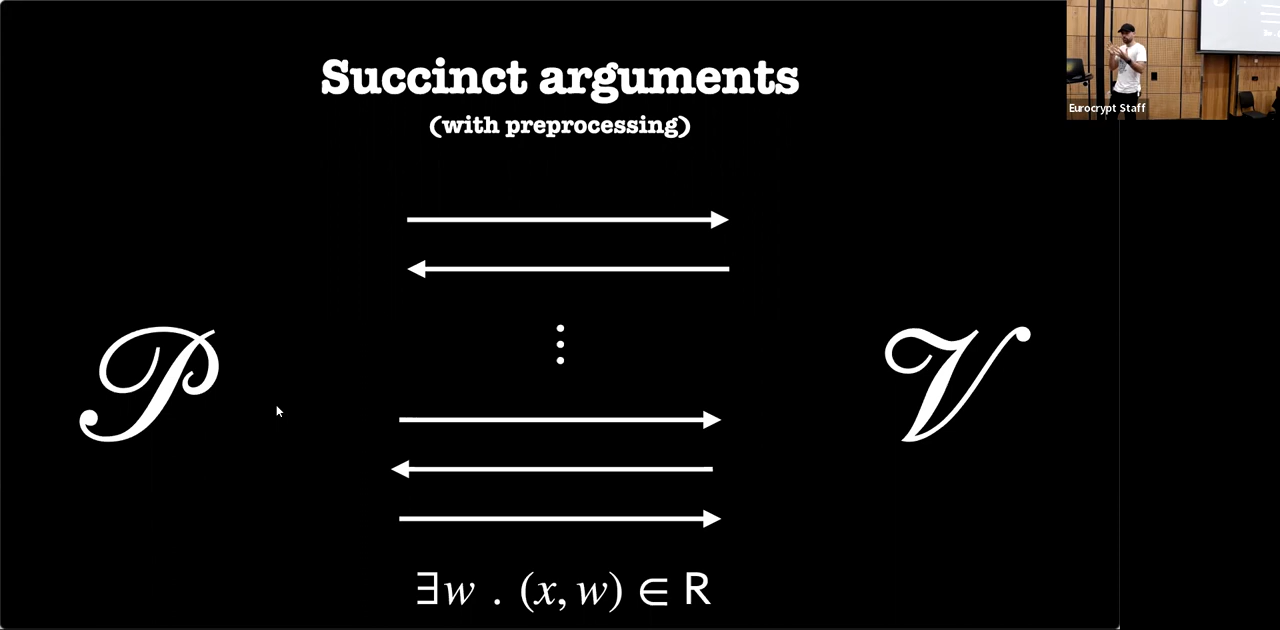 Succinct arguments
(with preprocessing)
Eurocrypt Staff
𝒫
𝒱
∃w . (x, w) ∈ R